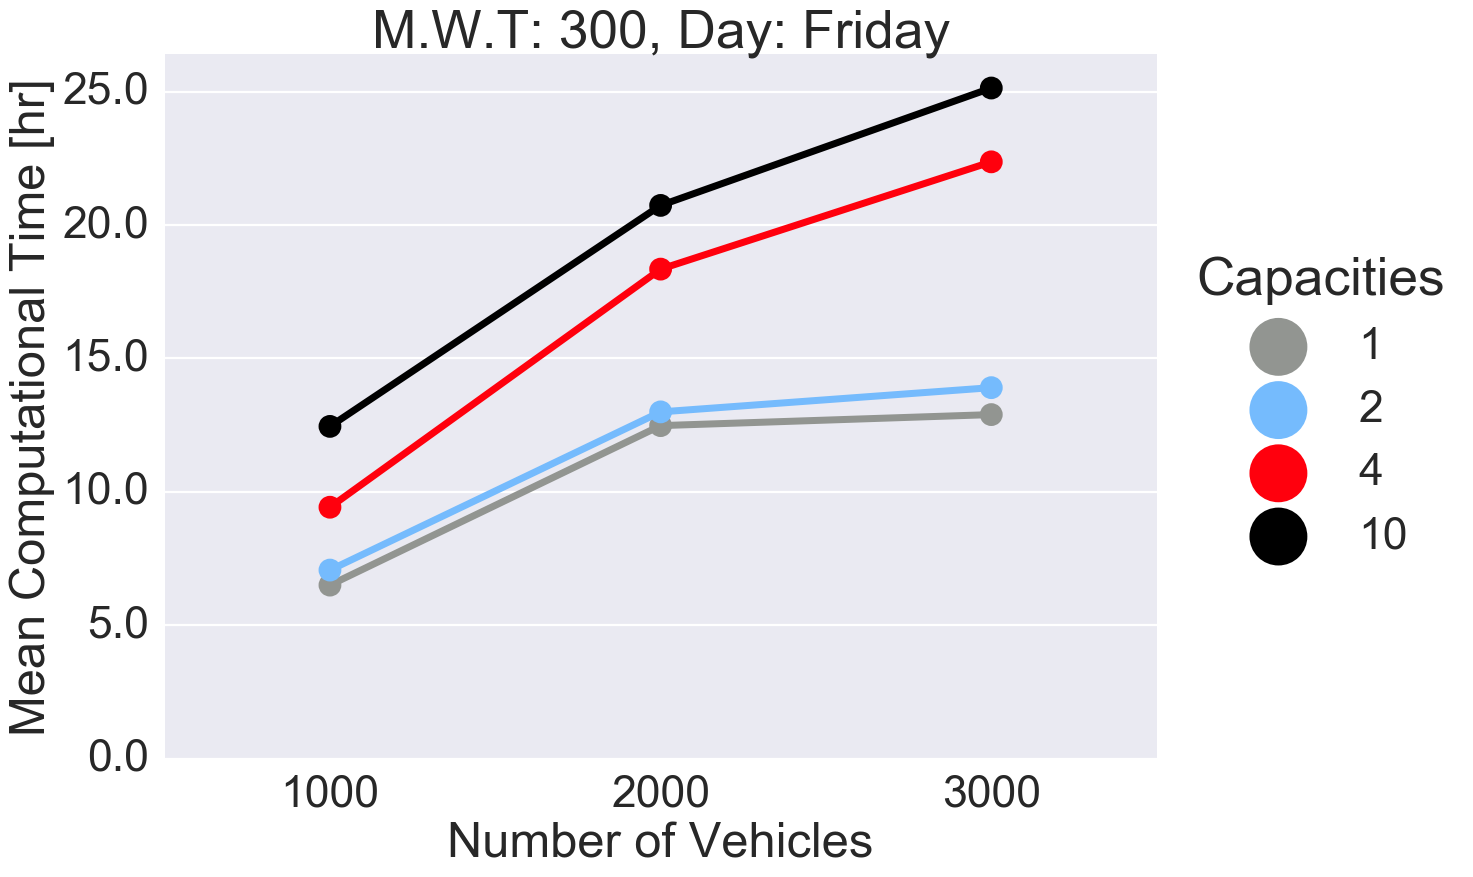 M.W.T: 300, Day: Friday
Mean Computational Time [hr]
25.0
20.0
15.0
10.0
5.0
0.0
1000 2000 3000
Number of Vehicles
Capacities
1
2
4
10